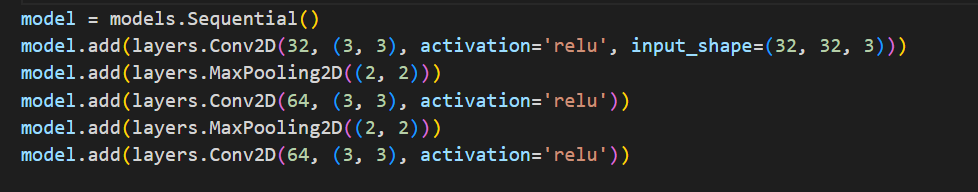 model = models.Sequential()
model.add(layers.Conv2D(32, (3, 3), activation='relu', input_shape=(32, 32, 3)))
model.add(layers.MaxPooling2D((2, 2)))
model.add(layers.Conv2D(64, (3, 3), activation='relu'))
model.add(layers.MaxPooling2D((2, 2)))
model.add(layers.Conv2D(64, (3, 3), activation='relu'))